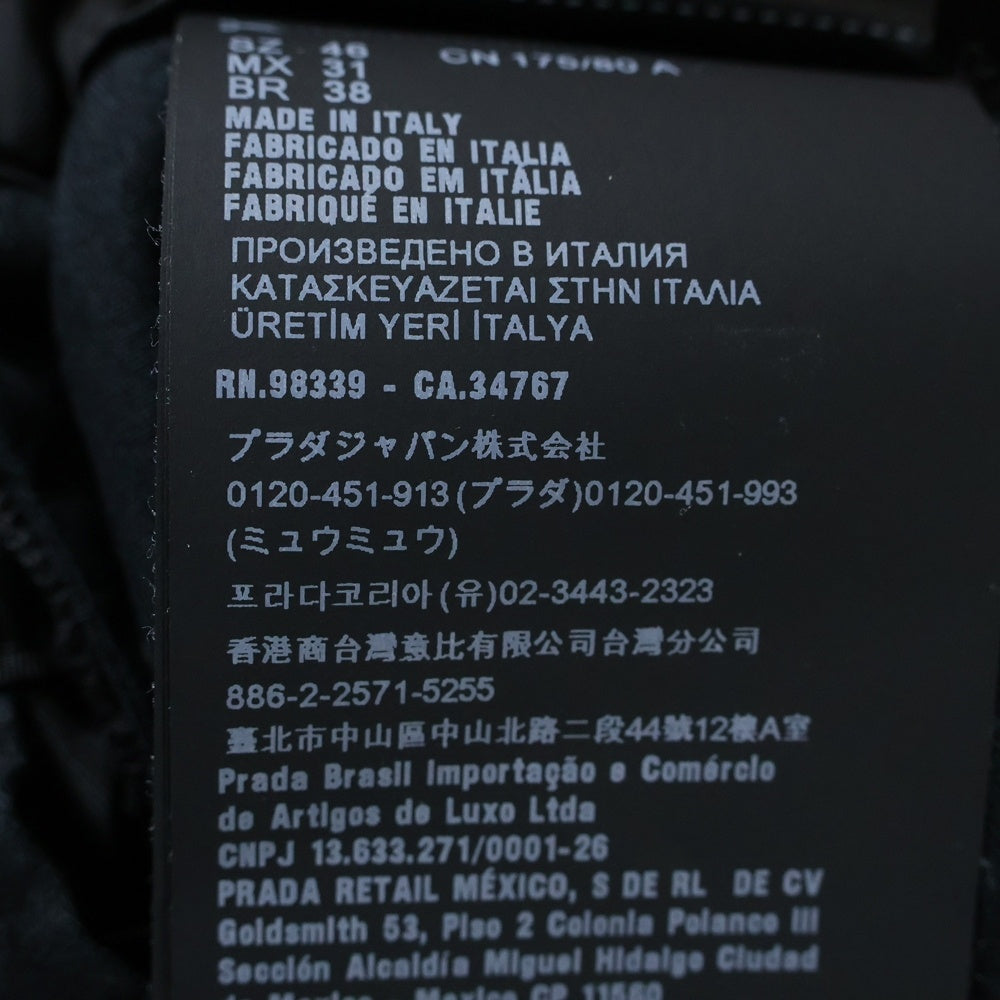 SZ 46 CN 175/80 A
MX 31
BR 38
MADE IN ITALY
FABRICADO EN ITALIA
FABRICADO EM ITÁLIA
FABRIQUÉ EN ITALIE
ПРОИЗВЕДЕНО В ИТАЛИЯ
ΚΑΤΑΣΚΕΥΑΖΕΤΑΙ ΣΤΗΝ ΙΤΑΛΙΑ
ÜRETİM YERİ İTALYA
RN.98339 - CA.34767
プラダジャパン株式会社
0120-451-913(プラダ)0120-451-993
(ミュウミュウ)
프라다코리아(유)02-3443-2323
香港商台灣意比有限公司台灣分公司
886-2-2571-5255
臺北市中山區中山北路二段44號12樓A室
Prada Brasil Importação e Comércio
de Artigos de Luxo Ltda
CNPJ 13.633.271/0001-26
PRADA RETAIL MÉXICO, S DE RL DE CV
Goldsmith 53, Piso 2 Colonia Polanco III
Sección Alcaldía Miguel Hidalgo Ciudad
de Mexico Mexico CP 11560